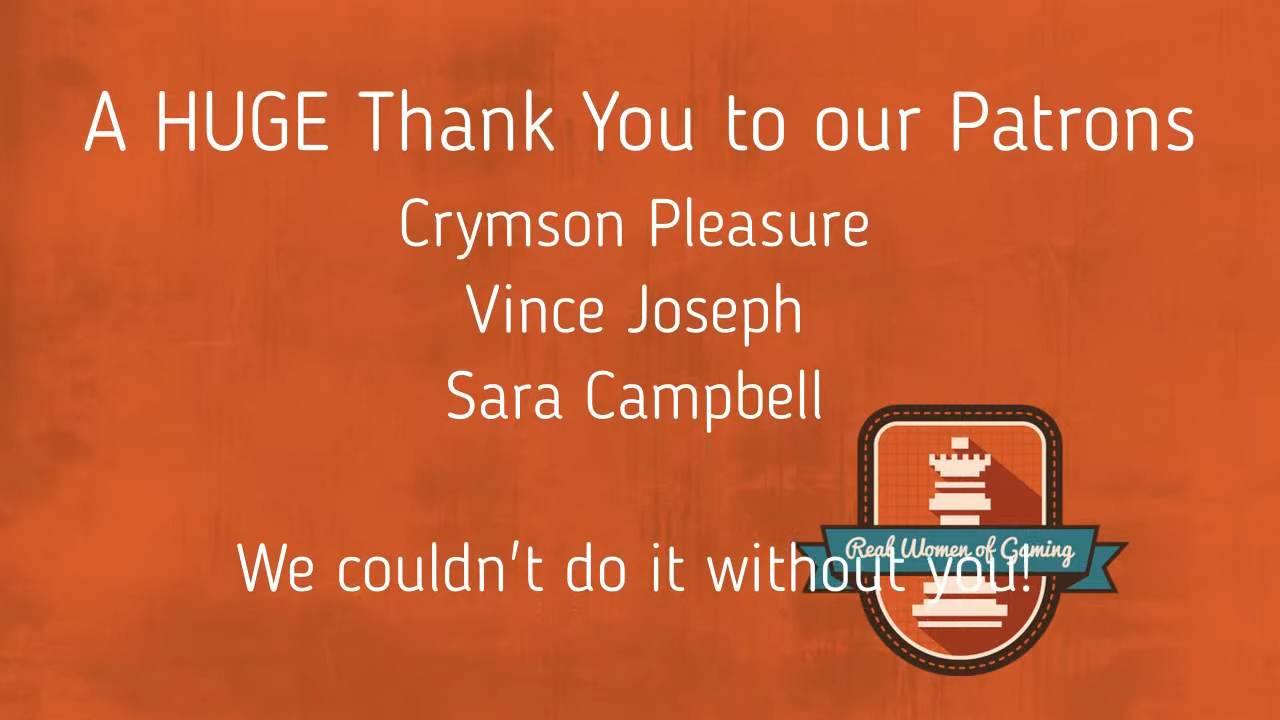 A HUGE Thank You to our Patrons
Crymson Pleasure
Vince Joseph
Sara Campbell
Real Women of Gaming
We couldn't do it without you!